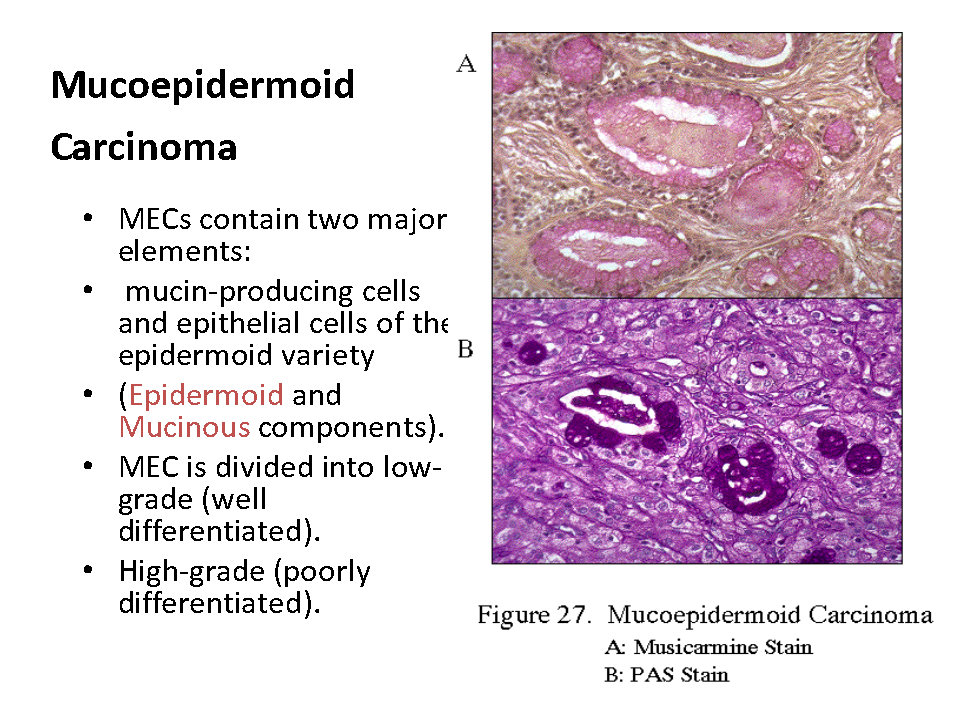 Mucoepidermoid
Carcinoma
• MECs contain two major
elements:
• mucin-producing cells
and epithelial cells of the
epidermoid variety
• (Epidermoid and
Mucinous components).
• MEC is divided into low-
grade (well
differentiated).
• High-grade (poorly
differentiated).
A
B
Figure 27. Mucoepidermoid Carcinoma
A: Musicarmine Stain
B: PAS Stain